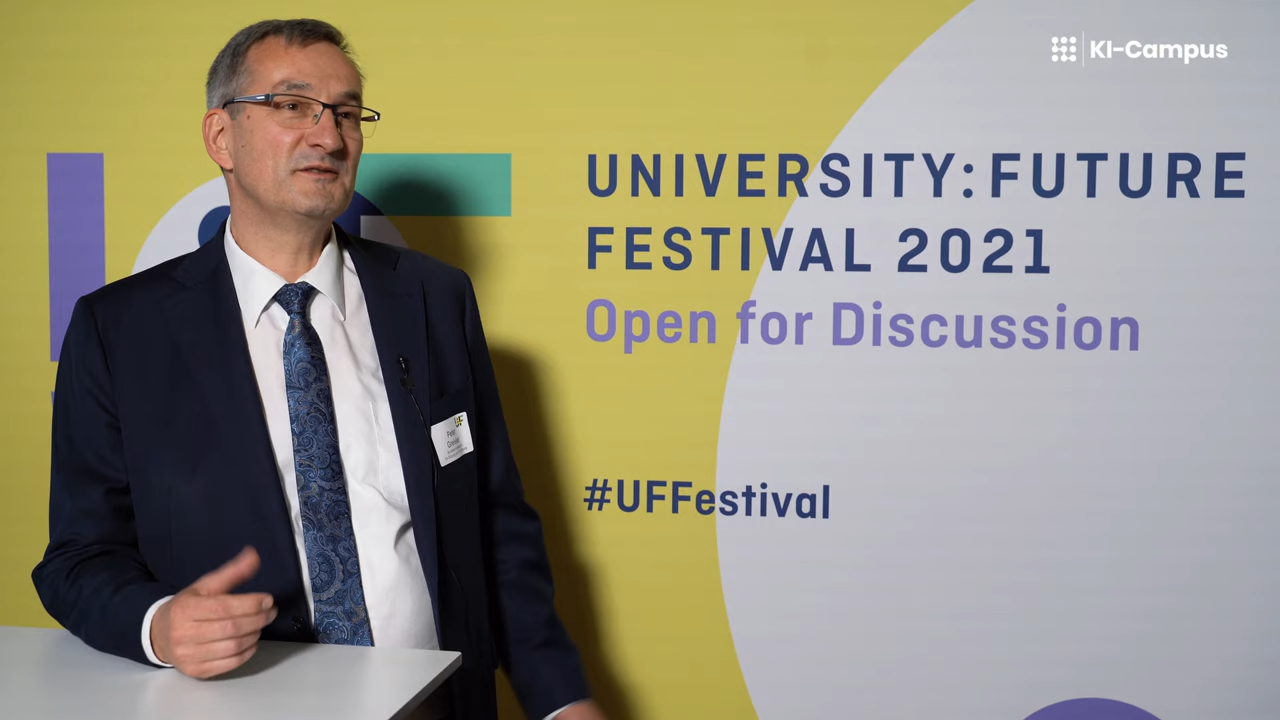 KI-Campus
UNIVERSITY:FUTURE
FESTIVAL 2021
Open for Discussion
#UFFestival